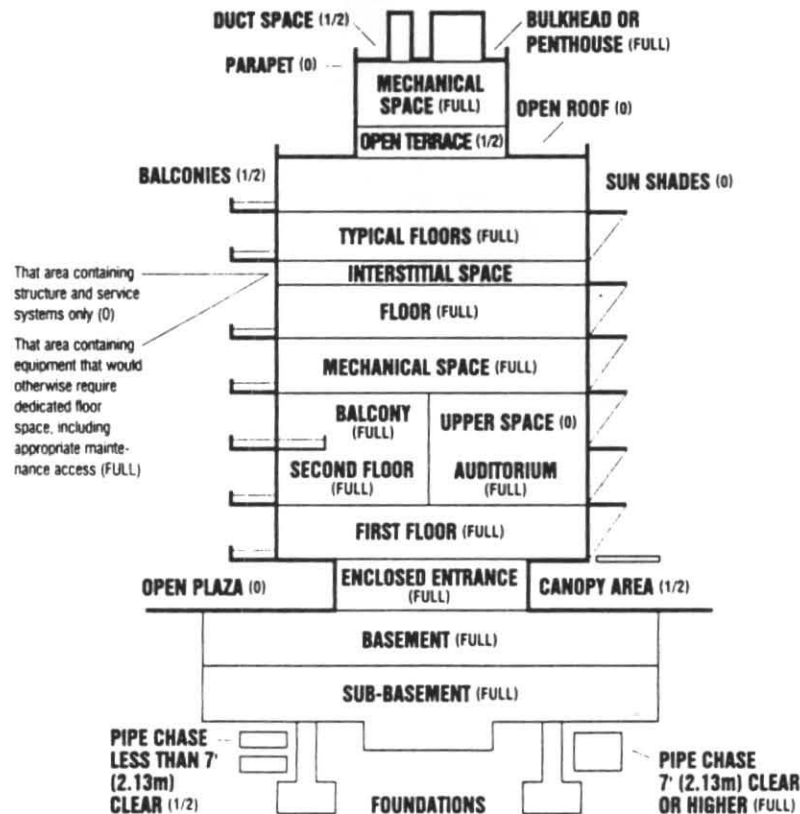 DUCT SPACE (1/2)
BULKHEAD OR
PENTHOUSE (FULL)
PARAPET (0)
MECHANICAL
SPACE (FULL)
OPEN ROOF (0)
OPEN TERRACE (1/2)
BALCONIES (1/2)
SUN SHADES (0)
TYPICAL FLOORS (FULL)
INTERSTITIAL SPACE
That area containing
structure and service
systems only (0)
FLOOR (FULL)
That area containing
equipment that would
otherwise require
dedicated floor
space, including
appropriate mainte-
nance access (FULL)
MECHANICAL SPACE (FULL)
BALCONY
(FULL)
UPPER SPACE (0)
SECOND FLOOR
(FULL)
AUDITORIUM
(FULL)
FIRST FLOOR (FULL)
OPEN PLAZA (0)
ENCLOSED ENTRANCE
(FULL)
CANOPY AREA (1/2)
BASEMENT (FULL)
SUB-BASEMENT (FULL)
PIPE CHASE
LESS THAN 7'
(2.13m)
CLEAR (1/2)
FOUNDATIONS
PIPE CHASE
7' (2.13m) CLEAR
OR HIGHER (FULL)